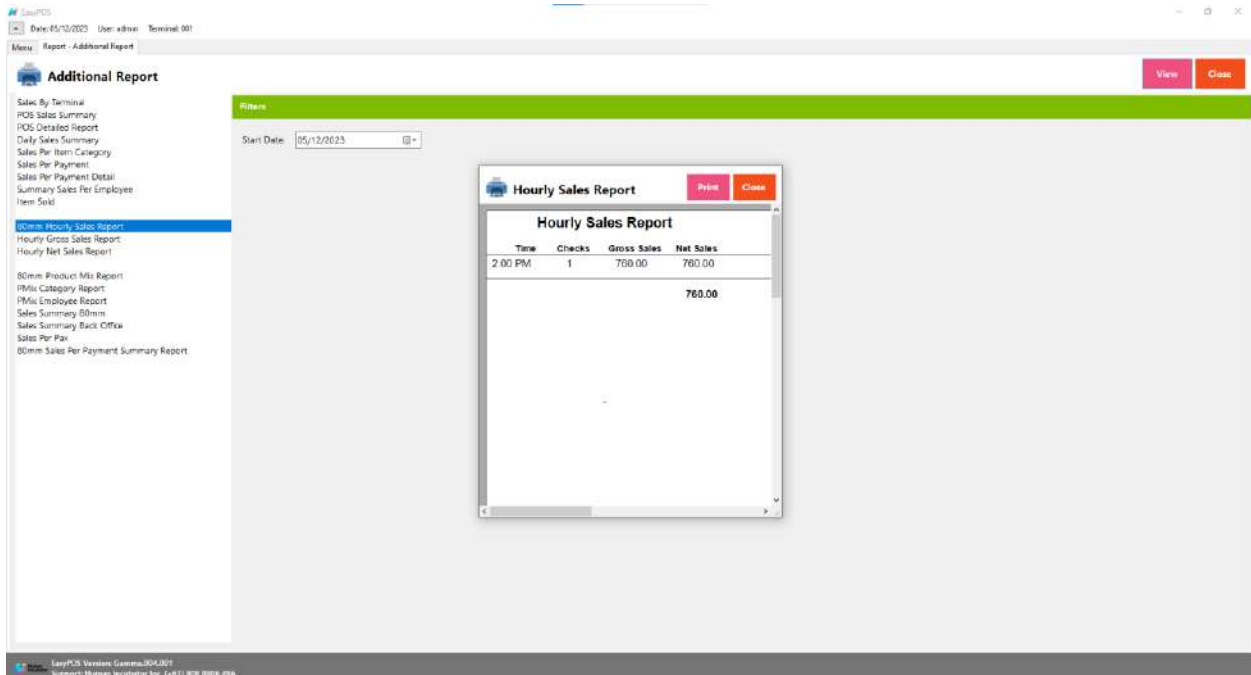 EasyPOS
Date: 05/12/2023 User: admin Terminal: 001
Menu Report - Additional Report
Additional Report
View
Close
Sales By Terminal
POS Sales Summary
POS Detailed Report
Daily Sales Summary
Sales Per Item Category
Sales Per Payment
Sales Per Payment Detail
Summary Sales Per Employee
Item Sold
80mm Hourly Sales Report
Hourly Gross Sales Report
Hourly Net Sales Report
80mm Product Mix Report
PMix Category Report
PMix Employee Report
Sales Summary 80mm
Sales Summary Back Office
Sales Per Pax
80mm Sales Per Payment Summary Report
Filters
Start Date: 05/12/2023
Hourly Sales Report
Print
Close
Hourly Sales Report
Time Checks Gross Sales Net Sales
2:00 PM 1 760.00 760.00
760.00
EasyPOS Version: Gamma.004.001
Support: Human Incubator Inc.